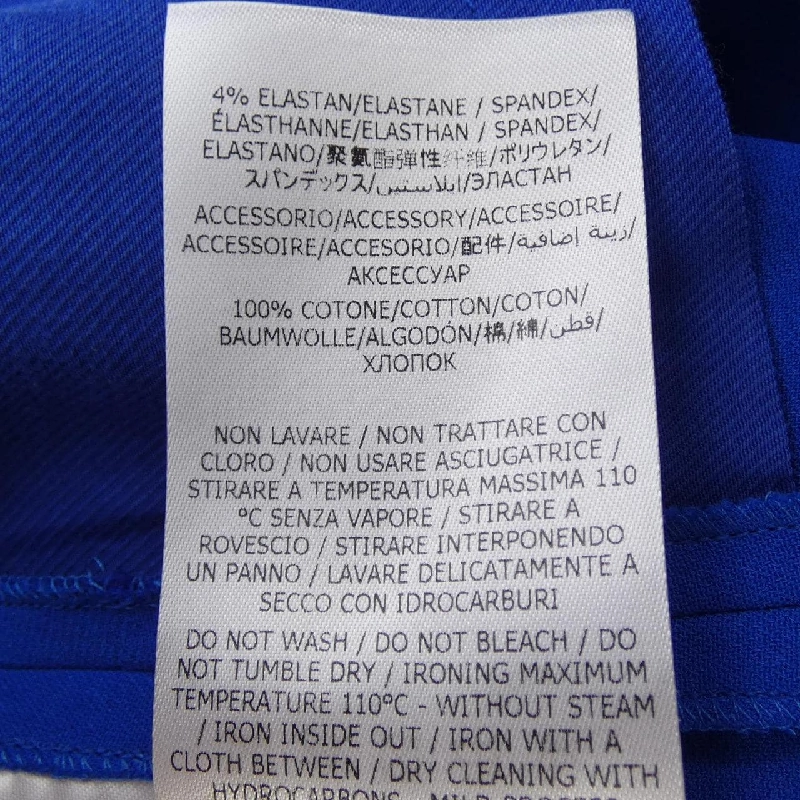 4% ELASTAN/ELASTANE / SPANDEX/
ÉLASTHANNE/ELASTHAN / SPANDEX/
ELASTANO/聚氨酯弹性纤维/ポリウレタン/
スパンデックス/ايلاستين/ЭЛАСТАН
ACCESSORIO/ACCESSORY/ACCESSOIRE/
ACCESSOIRE/ACCESORIO/配件/زينة إضافية/
АКСЕССУАР
100% COTONE/COTTON/COTON/
BAUMWOLLE/ALGODÓN/棉/綿/قطن/
ХЛОПОК
NON LAVARE / NON TRATTARE CON
CLORO / NON USARE ASCIUGATRICE /
STIRARE A TEMPERATURA MASSIMA 110
°C SENZA VAPORE / STIRARE A
ROVESCIO / STIRARE INTERPONENDO
UN PANNO / LAVARE DELICATAMENTE A
SECCO CON IDROCARBURI
DO NOT WASH / DO NOT BLEACH / DO
NOT TUMBLE DRY / IRONING MAXIMUM
TEMPERATURE 110°C - WITHOUT STEAM
/ IRON INSIDE OUT / IRON WITH A
CLOTH BETWEEN / DRY CLEANING WITH
HYDROCARBONS - MILD PROCESS